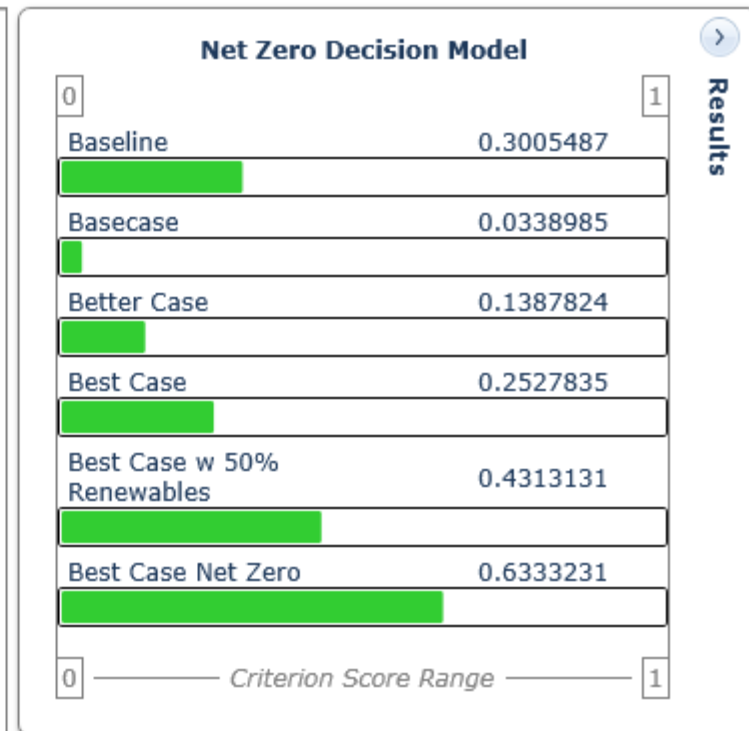 Net Zero Decision Model
0 1
Baseline 0.3005487
Basecase 0.0338985
Better Case 0.1387824
Best Case 0.2527835
Best Case w 50%
Renewables 0.4313131
Best Case Net Zero 0.6333231
0 Criterion Score Range 1
Results